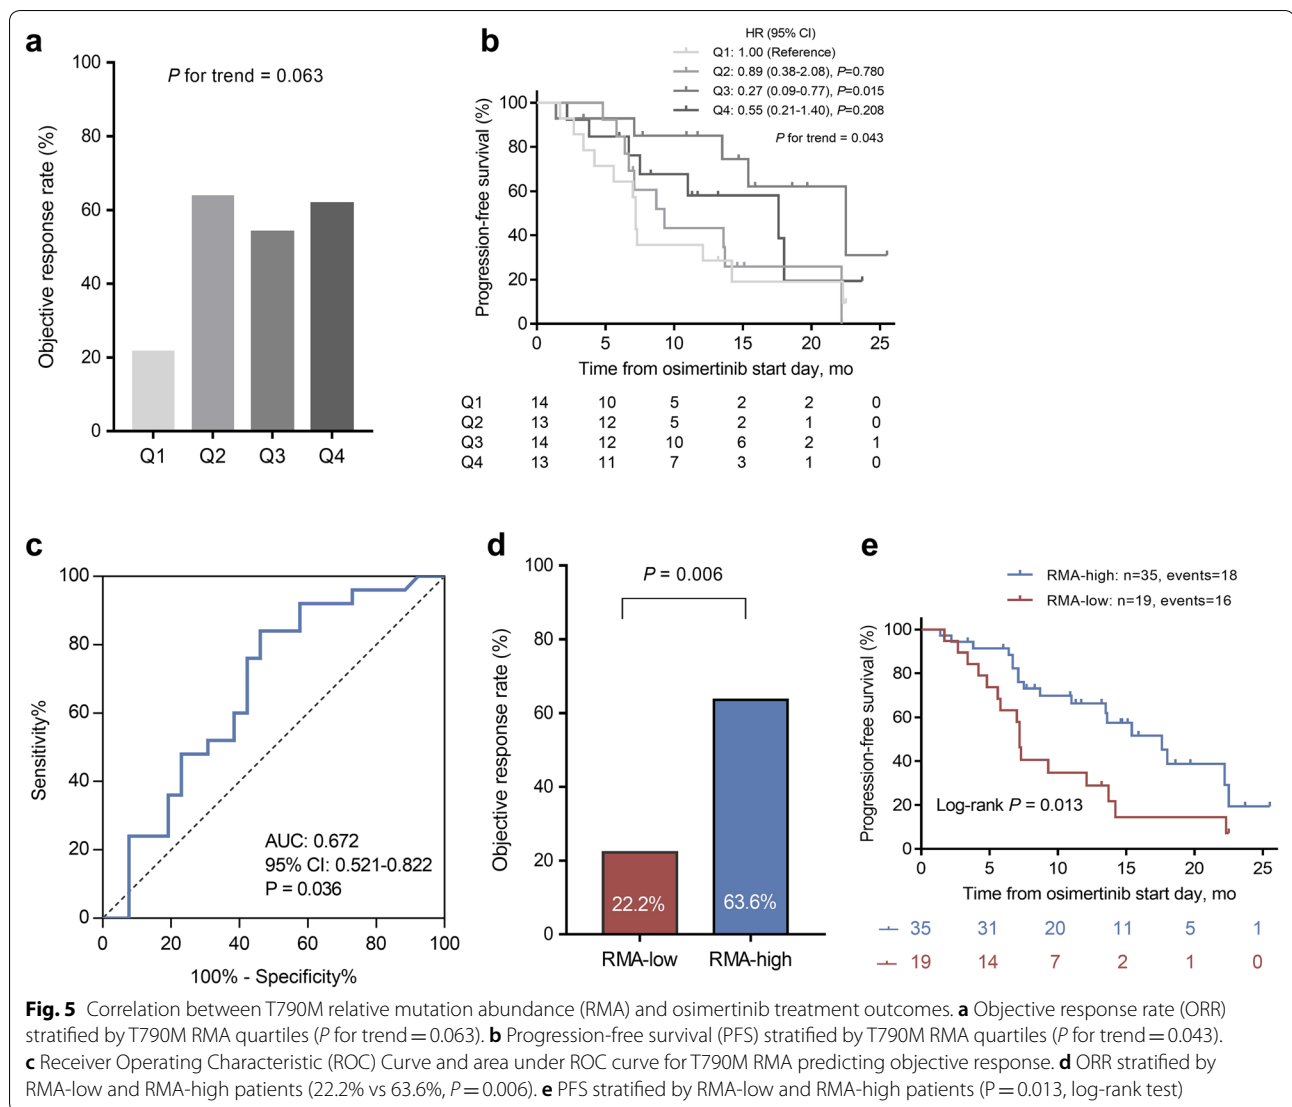 a
P for trend = 0.063
Objective response rate (%)
100
80
60
40
20
0
Q1 Q2 Q3 Q4
b
HR (95% CI)
Q1: 1.00 (Reference)
Q2: 0.89 (0.38-2.08), P=0.780
Q3: 0.27 (0.09-0.77), P=0.015
Q4: 0.55 (0.21-1.40), P=0.208
P for trend = 0.043
Progression-free survival (%)
100
80
60
40
20
0
0 5 10 15 20 25
Time from osimertinib start day, mo
Q1 14 10 5 2 2 0
Q2 13 12 5 2 1 0
Q3 14 12 10 6 2 1
Q4 13 11 7 3 1 0
c
Sensitivity%
100
80
60
40
20
0
AUC: 0.672
95% CI: 0.521-0.822
P = 0.036
0 20 40 60 80 100
100% - Specificity%
d
Objective response rate (%)
100
80
60
40
20
0
P = 0.006
22.2% 63.6%
RMA-low RMA-high
e
RMA-high: n=35, events=18
RMA-low: n=19, events=16
Progression-free survival (%)
100
80
60
40
20
0
Log-rank P = 0.013
0 5 10 15 20 25
Time from osimertinib start day, mo
35 31 20 11 5 1
19 14 7 2 1 0
Fig. 5 Correlation between T790M relative mutation abundance (RMA) and osimertinib treatment outcomes. a Objective response rate (ORR)
stratified by T790M RMA quartiles (P for trend = 0.063). b Progression-free survival (PFS) stratified by T790M RMA quartiles (P for trend = 0.043).
c Receiver Operating Characteristic (ROC) Curve and area under ROC curve for T790M RMA predicting objective response. d ORR stratified by
RMA-low and RMA-high patients (22.2% vs 63.6%, P = 0.006). e PFS stratified by RMA-low and RMA-high patients (P = 0.013, log-rank test)